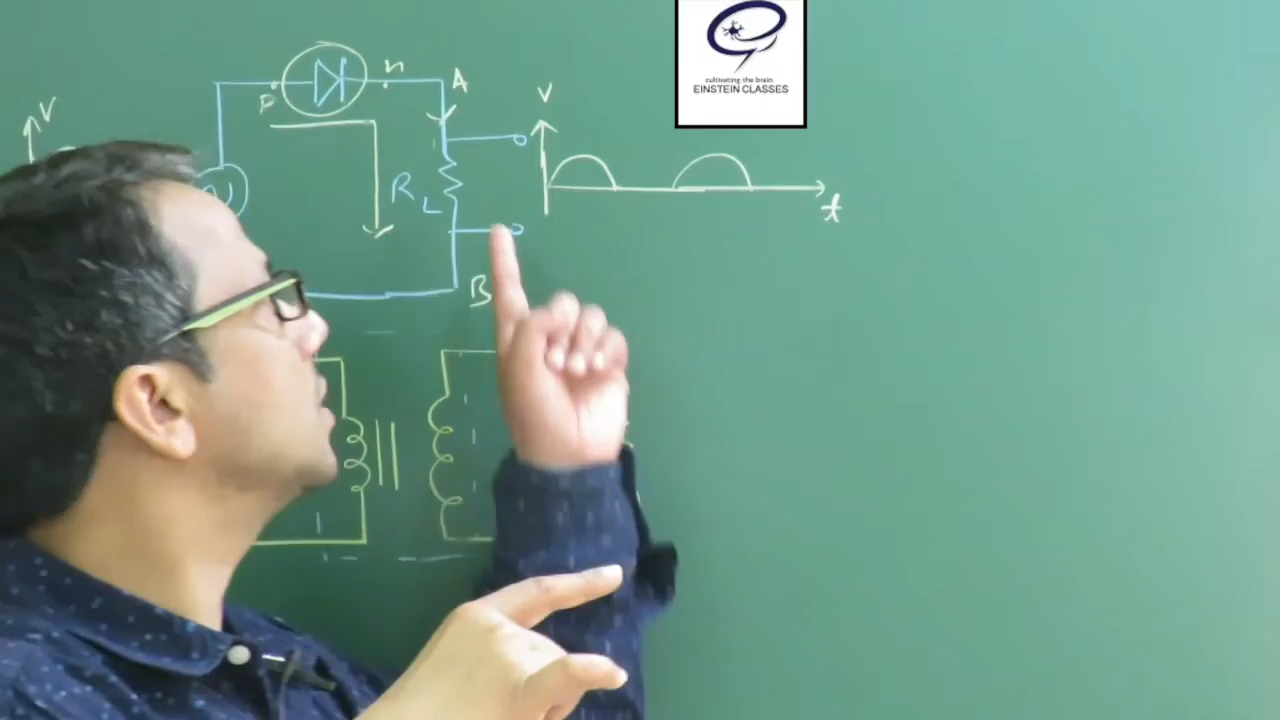 cultivating the brain
EINSTEIN CLASSES
V
p
n
A
V
R L
t
B